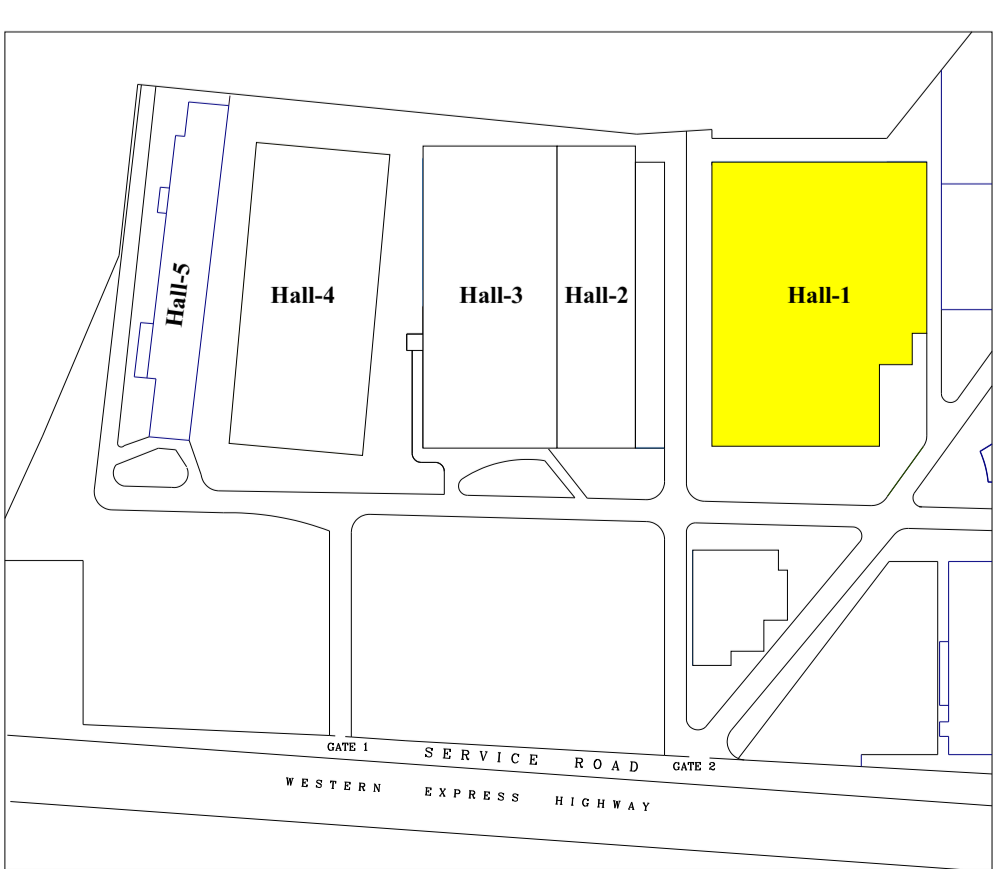 Hall-5
Hall-4
Hall-3
Hall-2
Hall-1
GATE 1
SERVICE ROAD
GATE 2
WESTERN EXPRESS HIGHWAY